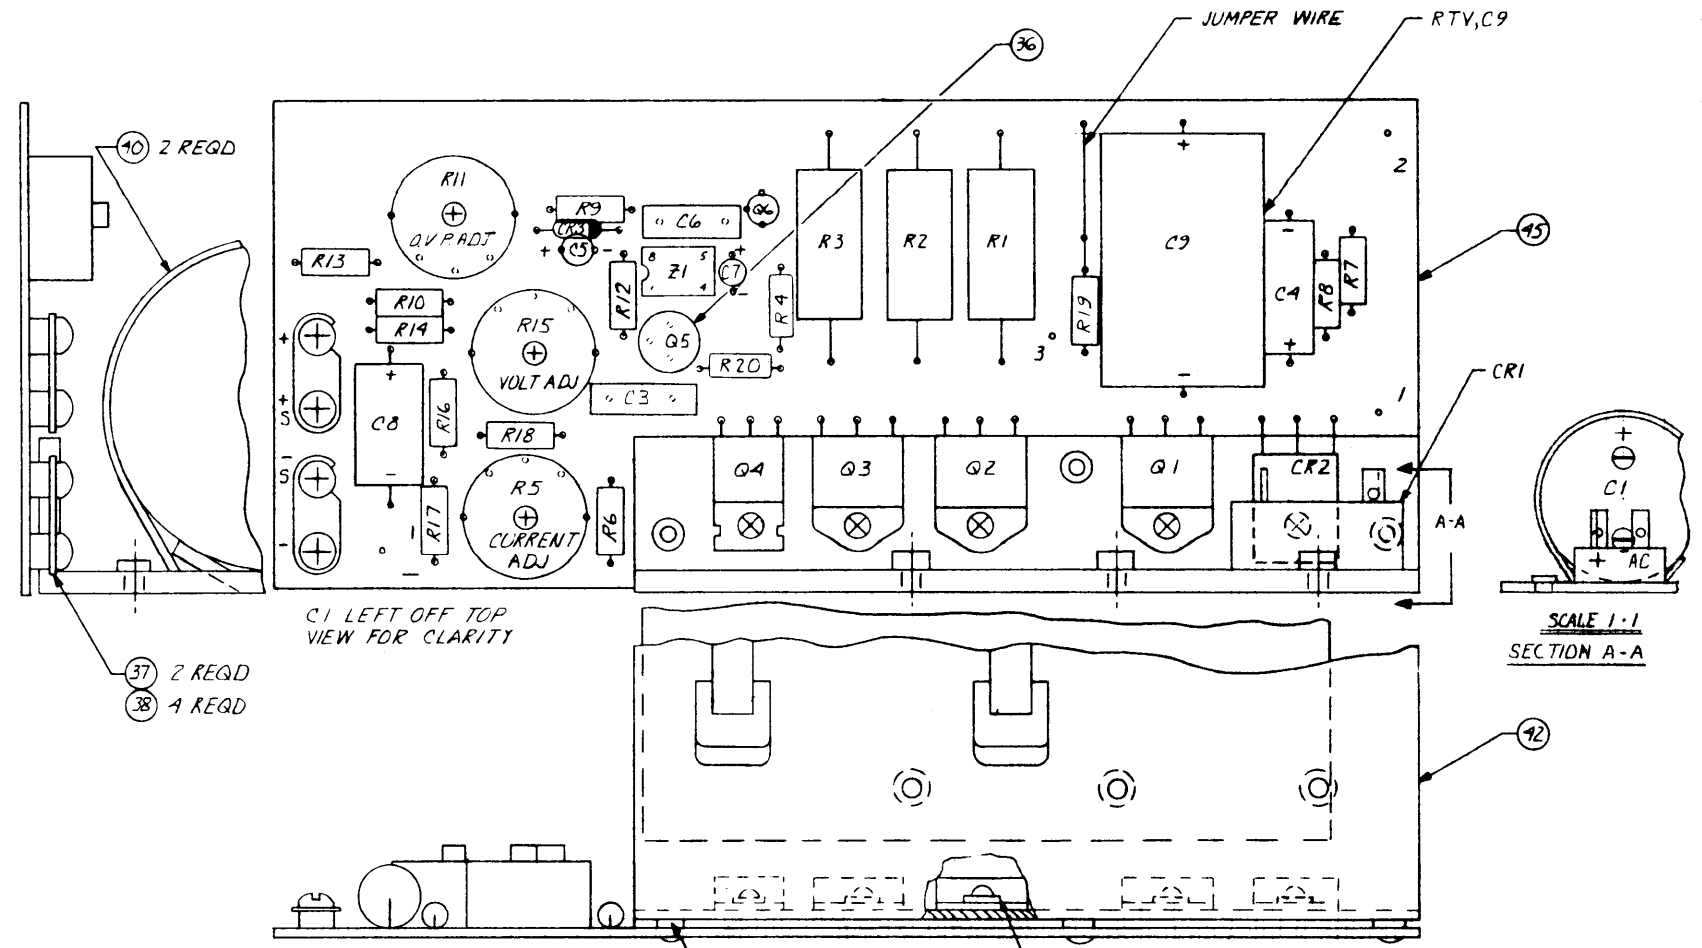 JUMPER WIRE
RTV, C9
36
40 2 REQD
45
R11
O.V P. ADJ
R9
CR3
C5
+ -
C6
Q6
R3
R2
R1
C9
+
-
2
R13
R12
8 5
Z1
4
C7
+
-
R4
R19
C4
-
+
R8
R7
R10
R14
R15
VOLT ADJ
Q5
R20
3
1
CR1
+
+
S
-
S
-
C8
+
-
R16
C3
R18
R17
R5
CURRENT
ADJ
R6
Q4
Q3
Q2
Q1
CR2
A-A
+
C1
+ AC
-
C1 LEFT OFF TOP
VIEW FOR CLARITY
SCALE 1:1
SECTION A-A
37 2 REQD
38 4 REQD
42